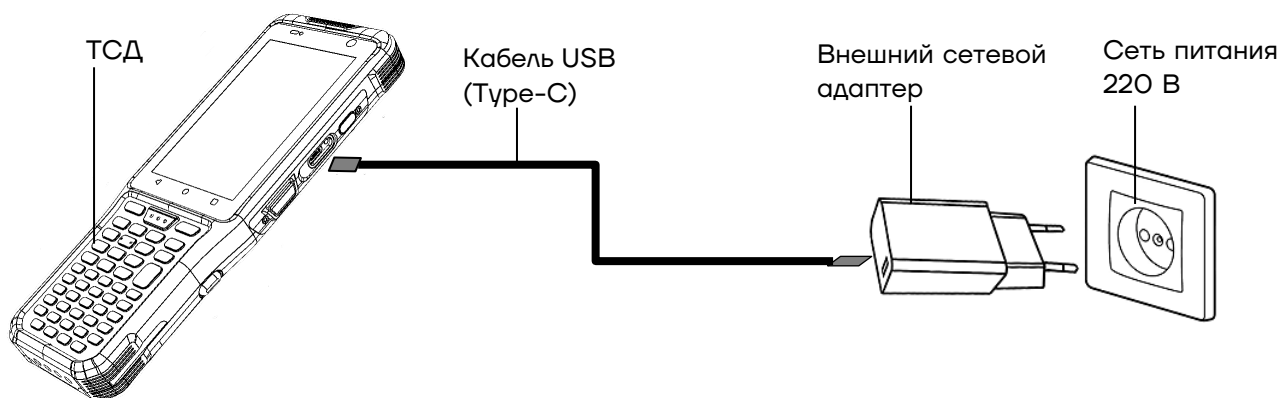 ТСД
Кабель USB
(Type-C)
Внешний сетевой
адаптер
Сеть питания
220 В